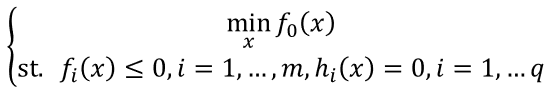 min f₀(x)
x
st. fᵢ(x) ≤ 0, i = 1, … , m, hᵢ(x) = 0, i = 1, … q